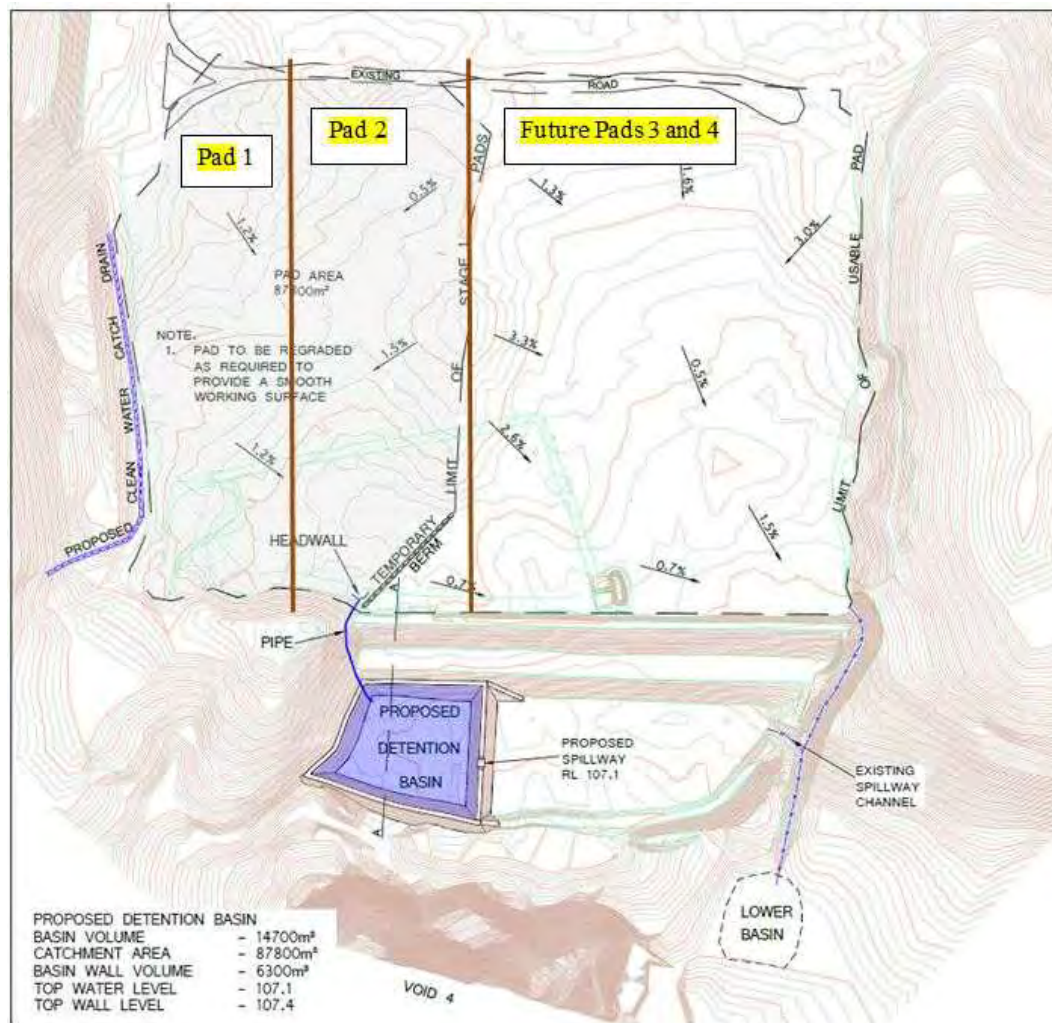 EXISTING
ROAD
Pad 1
Pad 2
Future Pads 3 and 4
PADS
STAGE 1
OF
LIMIT
1.2%
0.5%
1.3%
1.6%
3.0%
PAD
USABLE
OF
LIMIT
DRAIN
CATCH
WATER
CLEAN
PROPOSED
PAD AREA
NOTE.
1. PAD TO BE REGRADED
AS REQUIRED TO
PROVIDE A SMOOTH
WORKING SURFACE
1.5%
3.3%
0.5%
1.2%
2.6%
1.5%
HEADWALL
TEMPORARY
BERM
A
0.7%
0.7%
PIPE
PROPOSED
DETENTION
BASIN
PROPOSED
SPILLWAY
RL 107.1
EXISTING
SPILLWAY
CHANNEL
A
LOWER
BASIN
VOID 4
PROPOSED DETENTION BASIN
BASIN VOLUME - 14700m³
CATCHMENT AREA - 87800m²
BASIN WALL VOLUME - 6300m³
TOP WATER LEVEL - 107.1
TOP WALL LEVEL - 107.4